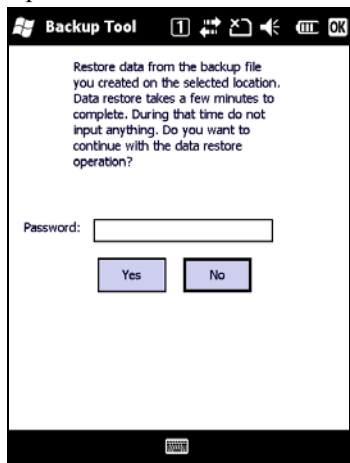 Backup Tool 1 OK
Restore data from the backup file
you created on the selected location.
Data restore takes a few minutes to
complete. During that time do not
input anything. Do you want to
continue with the data restore
operation?
Password:
Yes No